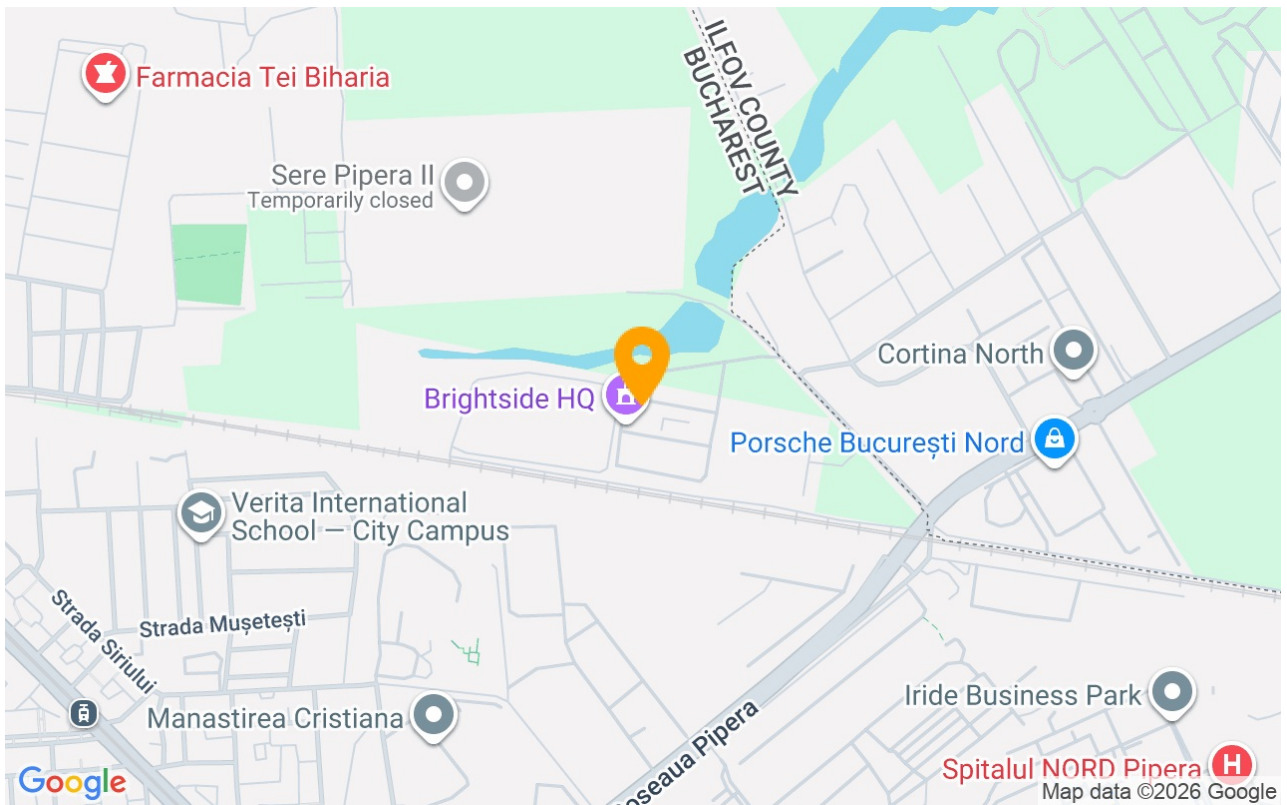 Farmacia Tei Biharia
ILFOV COUNTY
BUCHAREST
Sere Pipera II
Temporarily closed
Cortina North
Brightside HQ
Porsche București Nord
Verita International
School — City Campus
Strada Mușetești
Strada Siriului
Manastirea Cristiana
Iride Business Park
oseaua Pipera
Spitalul NORD Pipera
H
Google
Map data ©2026 Google